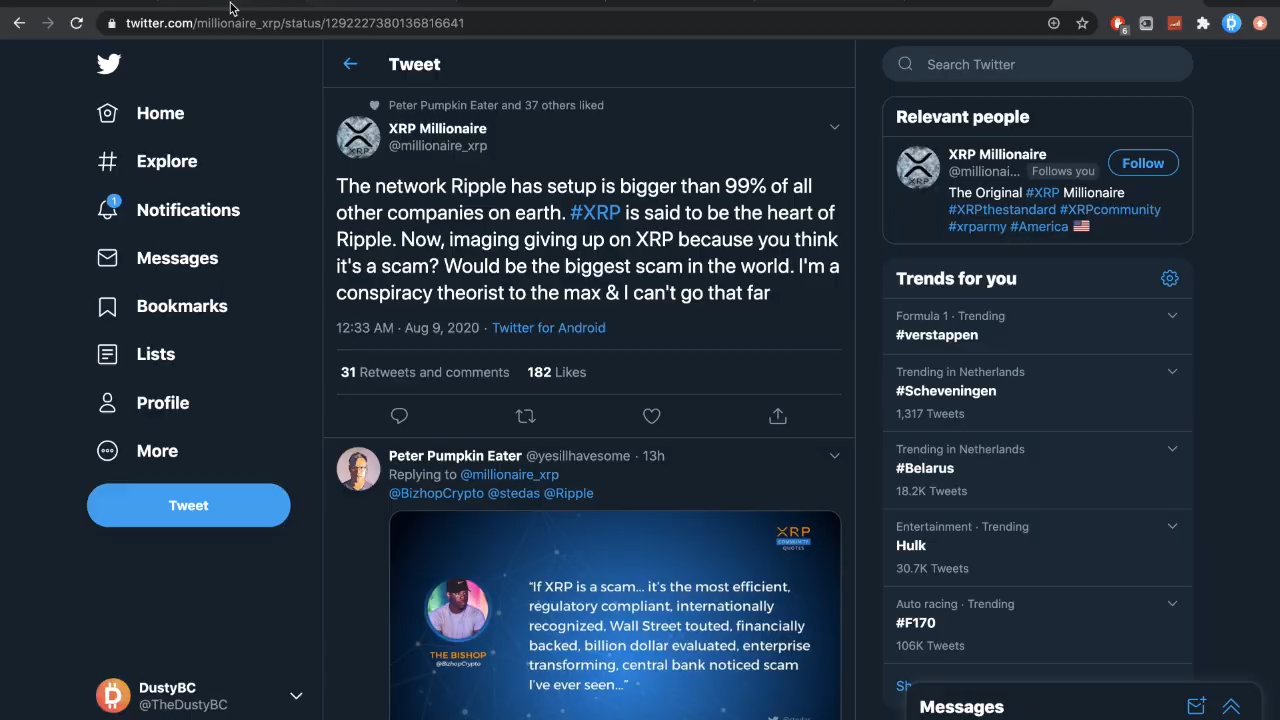 twitter.com/millionaire_xrp/status/1292227380136816641
6
Home
Explore
1
Notifications
Messages
Bookmarks
Lists
Profile
More
Tweet
DustyBC
@TheDustyBC
Tweet
Peter Pumpkin Eater and 37 others liked
XRP Millionaire
@millionaire_xrp
The network Ripple has setup is bigger than 99% of all
other companies on earth. #XRP is said to be the heart of
Ripple. Now, imaging giving up on XRP because you think
it's a scam? Would be the biggest scam in the world. I'm a
conspiracy theorist to the max & I can't go that far
12:33 AM · Aug 9, 2020 · Twitter for Android
31 Retweets and comments 182 Likes
Peter Pumpkin Eater @yesillhavesome · 13h
Replying to @millionaire_xrp
@BizhopCrypto @stedas @Ripple
XRP
COMMUNITY
QUOTES
"If XRP is a scam... it's the most efficient,
regulatory compliant, internationally
recognized, Wall Street touted, financially
backed, billion dollar evaluated, enterprise
transforming, central bank noticed scam
I've ever seen..."
THE BISHOP
@BizhopCrypto
Search Twitter
Relevant people
XRP Millionaire
@millionai... Follows you
Follow
The Original #XRP Millionaire
#XRPthestandard #XRPcommunity
#xrparmy #America
Trends for you
Formula 1 · Trending
#verstappen
Trending in Netherlands
#Scheveningen
1,317 Tweets
Trending in Netherlands
#Belarus
18.2K Tweets
Entertainment · Trending
Hulk
30.7K Tweets
Auto racing · Trending
#F170
106K Tweets
Messages